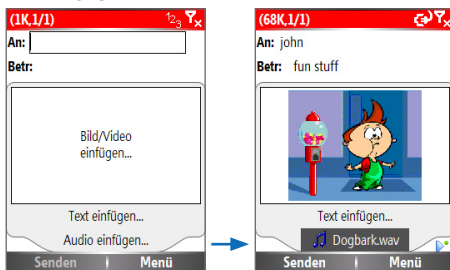 (1K,1/1)
123
An:
Betr:
Bild/Video
einfügen...
Text einfügen...
Audio einfügen...
Senden Menü
(68K,1/1)
An: john
Betr: fun stuff
Text einfügen...
Dogbark.wav
Senden Menü